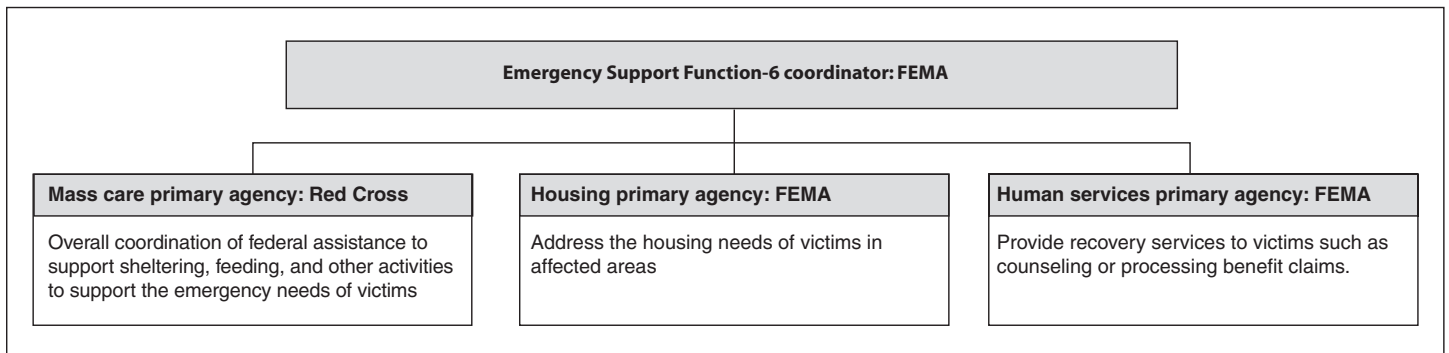 Emergency Support Function-6 coordinator: FEMA
Mass care primary agency: Red Cross
Overall coordination of federal assistance to
support sheltering, feeding, and other activities
to support the emergency needs of victims
Housing primary agency: FEMA
Address the housing needs of victims in
affected areas
Human services primary agency: FEMA
Provide recovery services to victims such as
counseling or processing benefit claims.